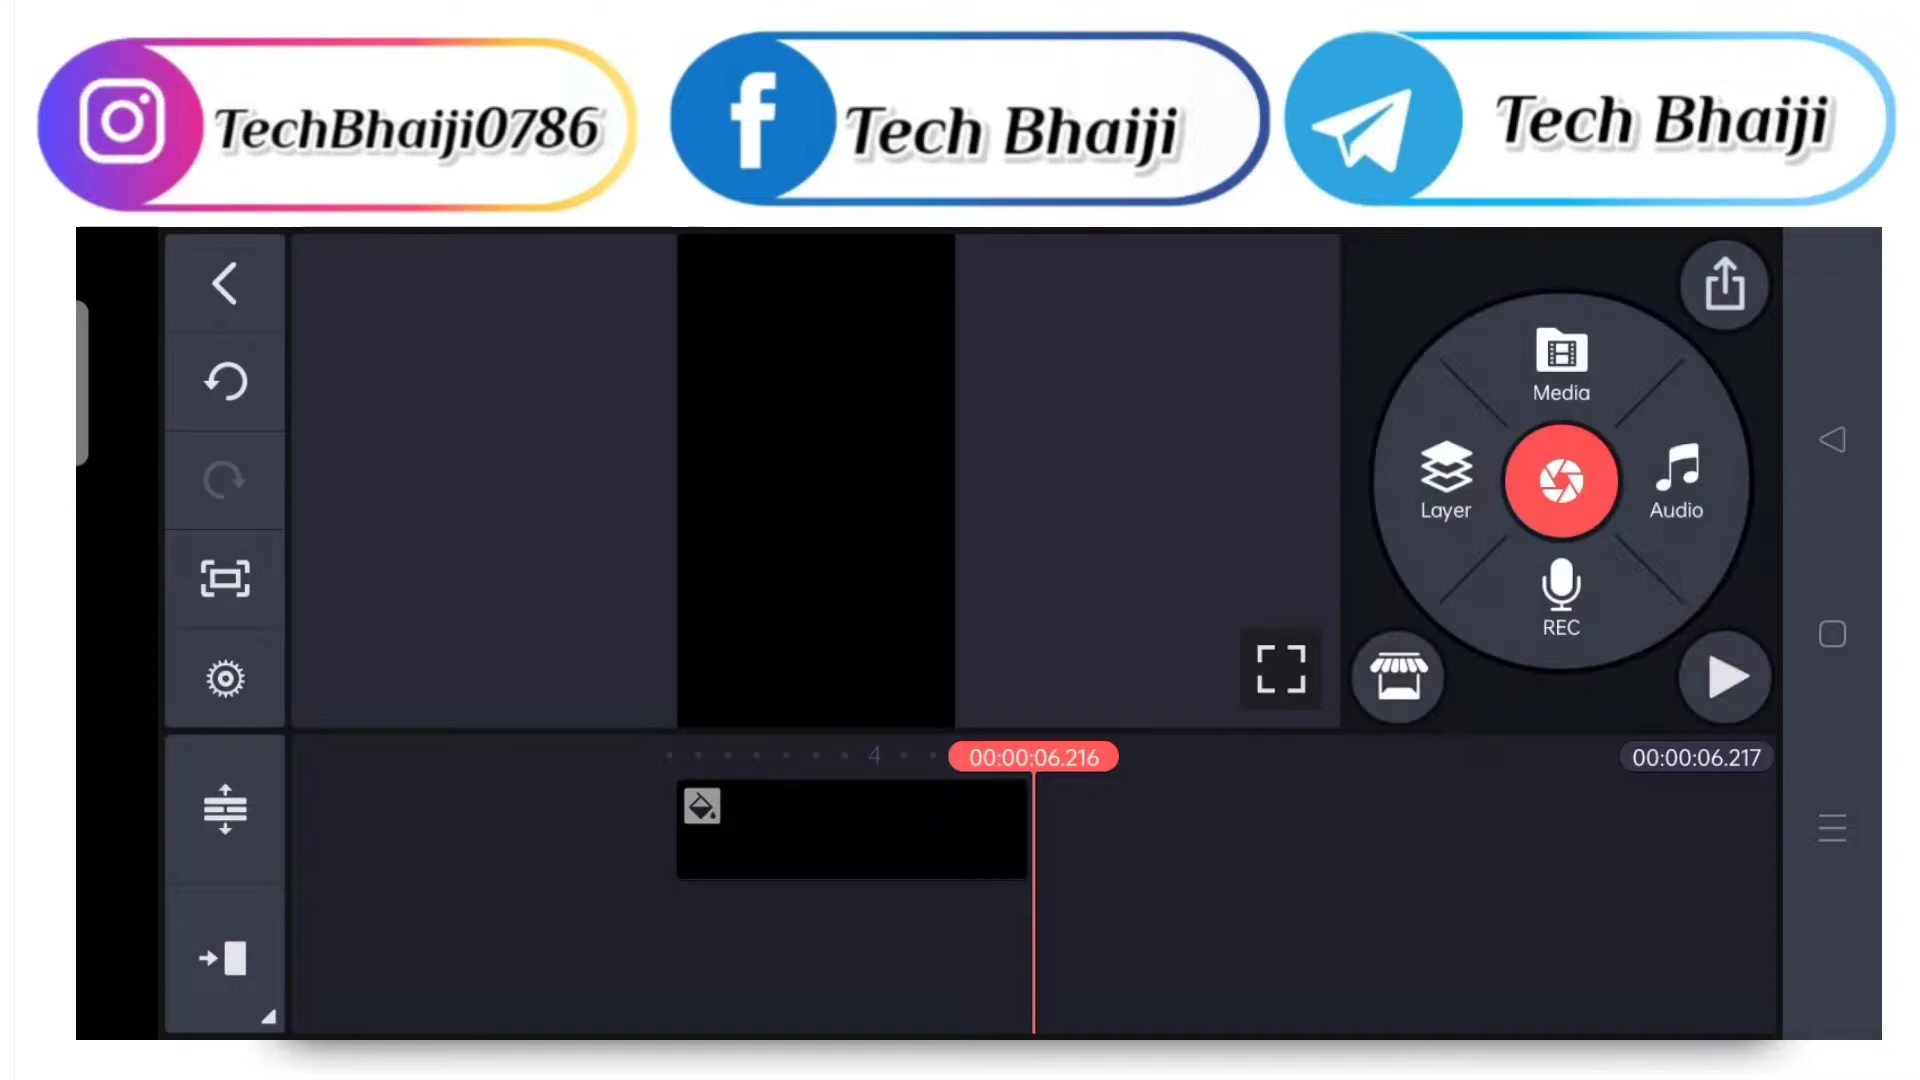 TechBhaiji0786
Tech Bhaiji
Tech Bhaiji
Media
Layer
Audio
REC
4
00:00:06.216
00:00:06.217